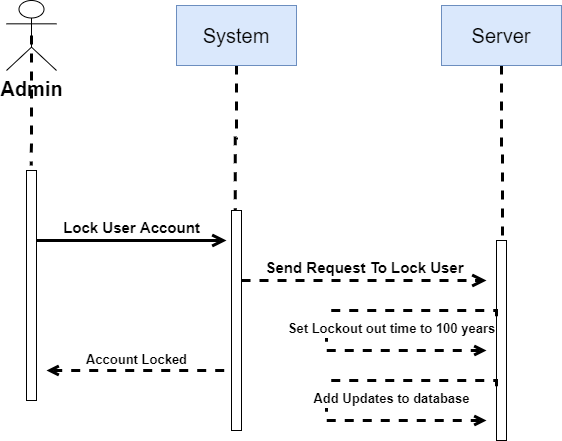 System
Server
Admin
Lock User Account
Send Request To Lock User
Set Lockout out time to 100 years
Account Locked
Add Updates to database